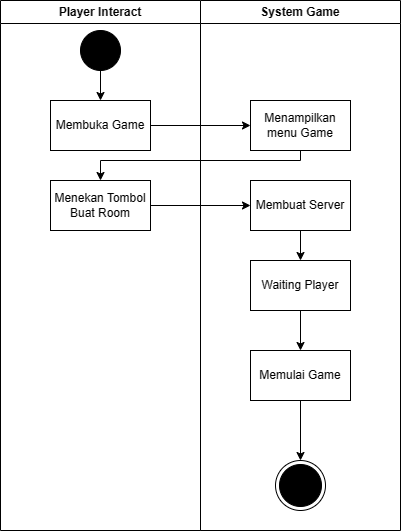 Player Interact
System Game
Membuka Game
Menampilkan
menu Game
Menekan Tombol
Buat Room
Membuat Server
Waiting Player
Memulai Game